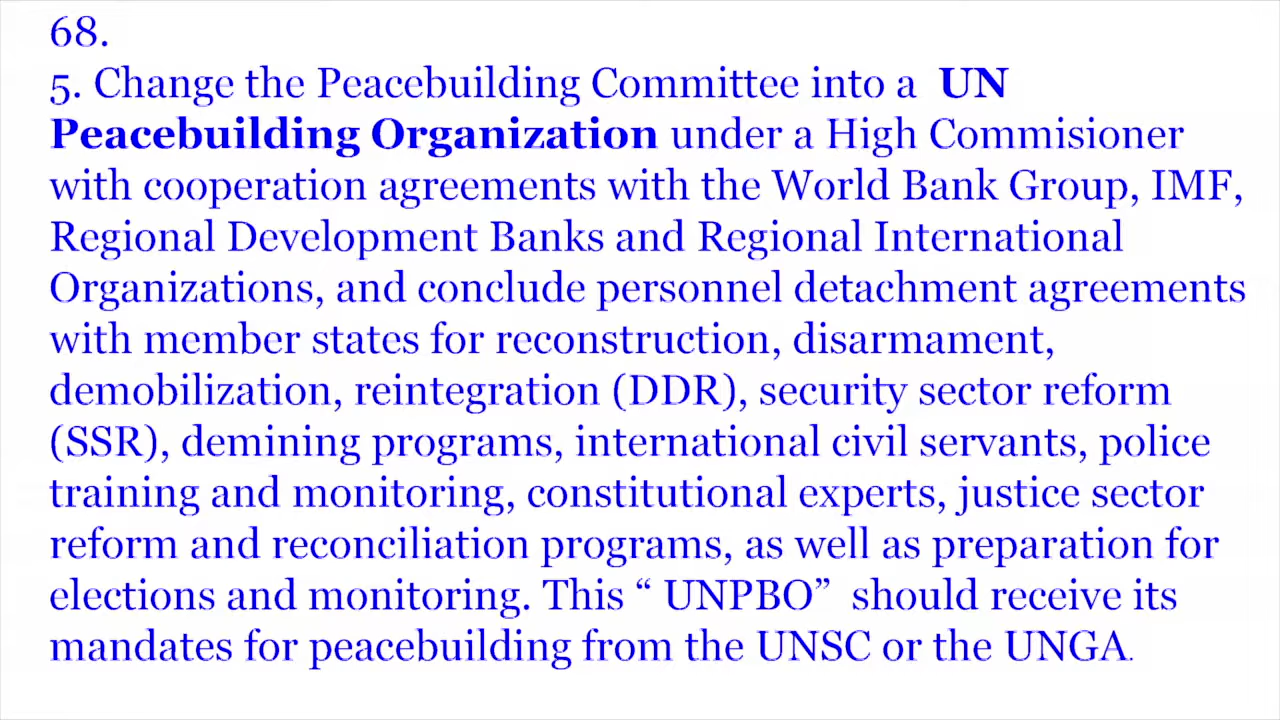 68.
5. Change the Peacebuilding Committee into a  UN
Peacebuilding Organization under a High Commisioner
with cooperation agreements with the World Bank Group, IMF,
Regional Development Banks and Regional International
Organizations, and conclude personnel detachment agreements
with member states for reconstruction, disarmament,
demobilization, reintegration (DDR), security sector reform
(SSR), demining programs, international civil servants, police
training and monitoring, constitutional experts, justice sector
reform and reconciliation programs, as well as preparation for
elections and monitoring. This “ UNPBO”  should receive its
mandates for peacebuilding from the UNSC or the UNGA.